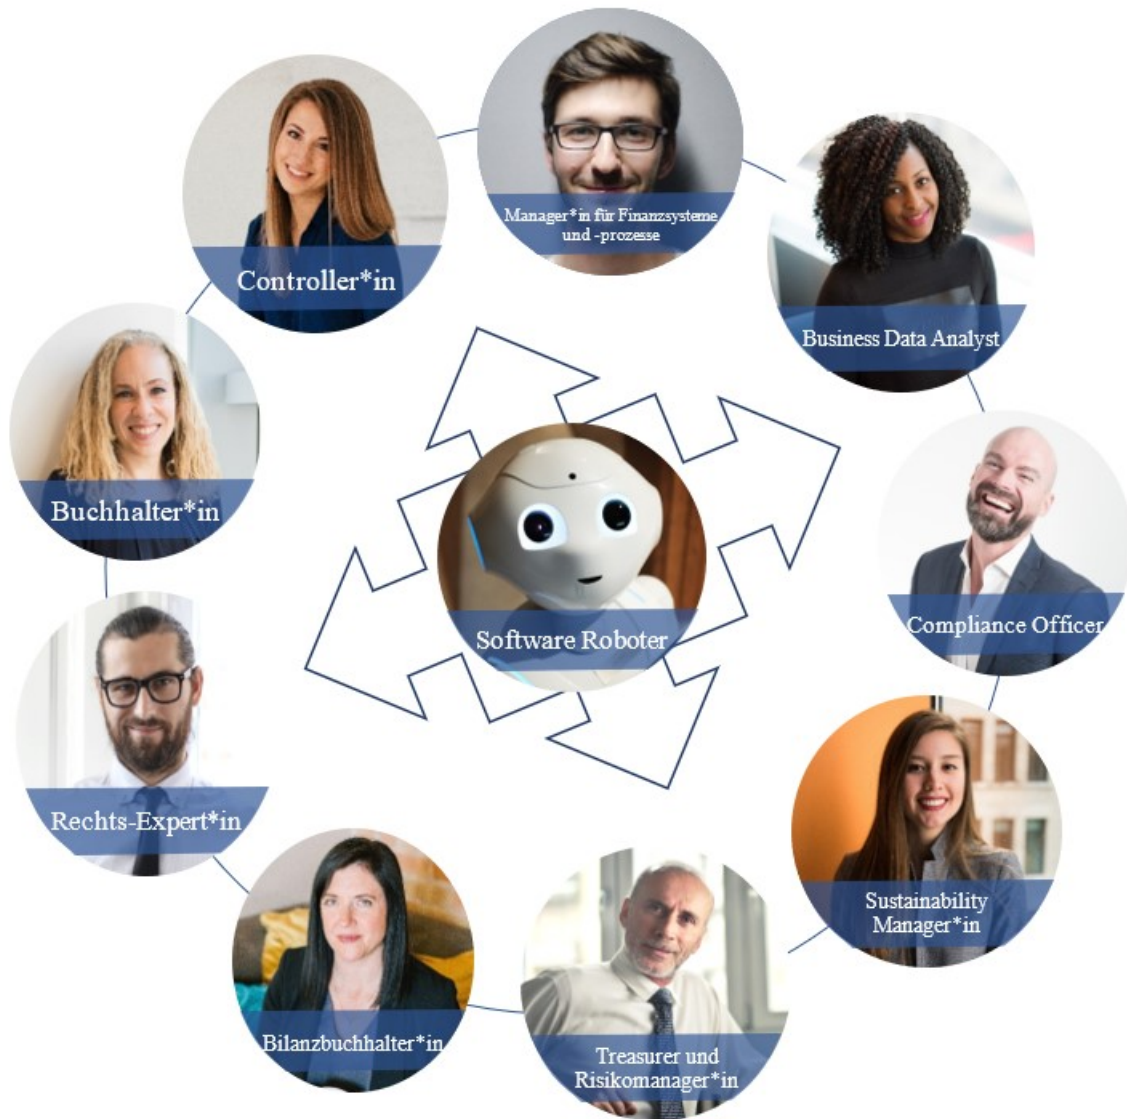 Manager*in für Finanzsysteme
und -prozesse
Controller*in
Business Data Analyst
Buchhalter*in
Compliance Officer
Software Roboter
Rechts-Expert*in
Sustainability
Manager*in
Bilanzbuchhalter*in
Treasurer und
Risikomanager*in